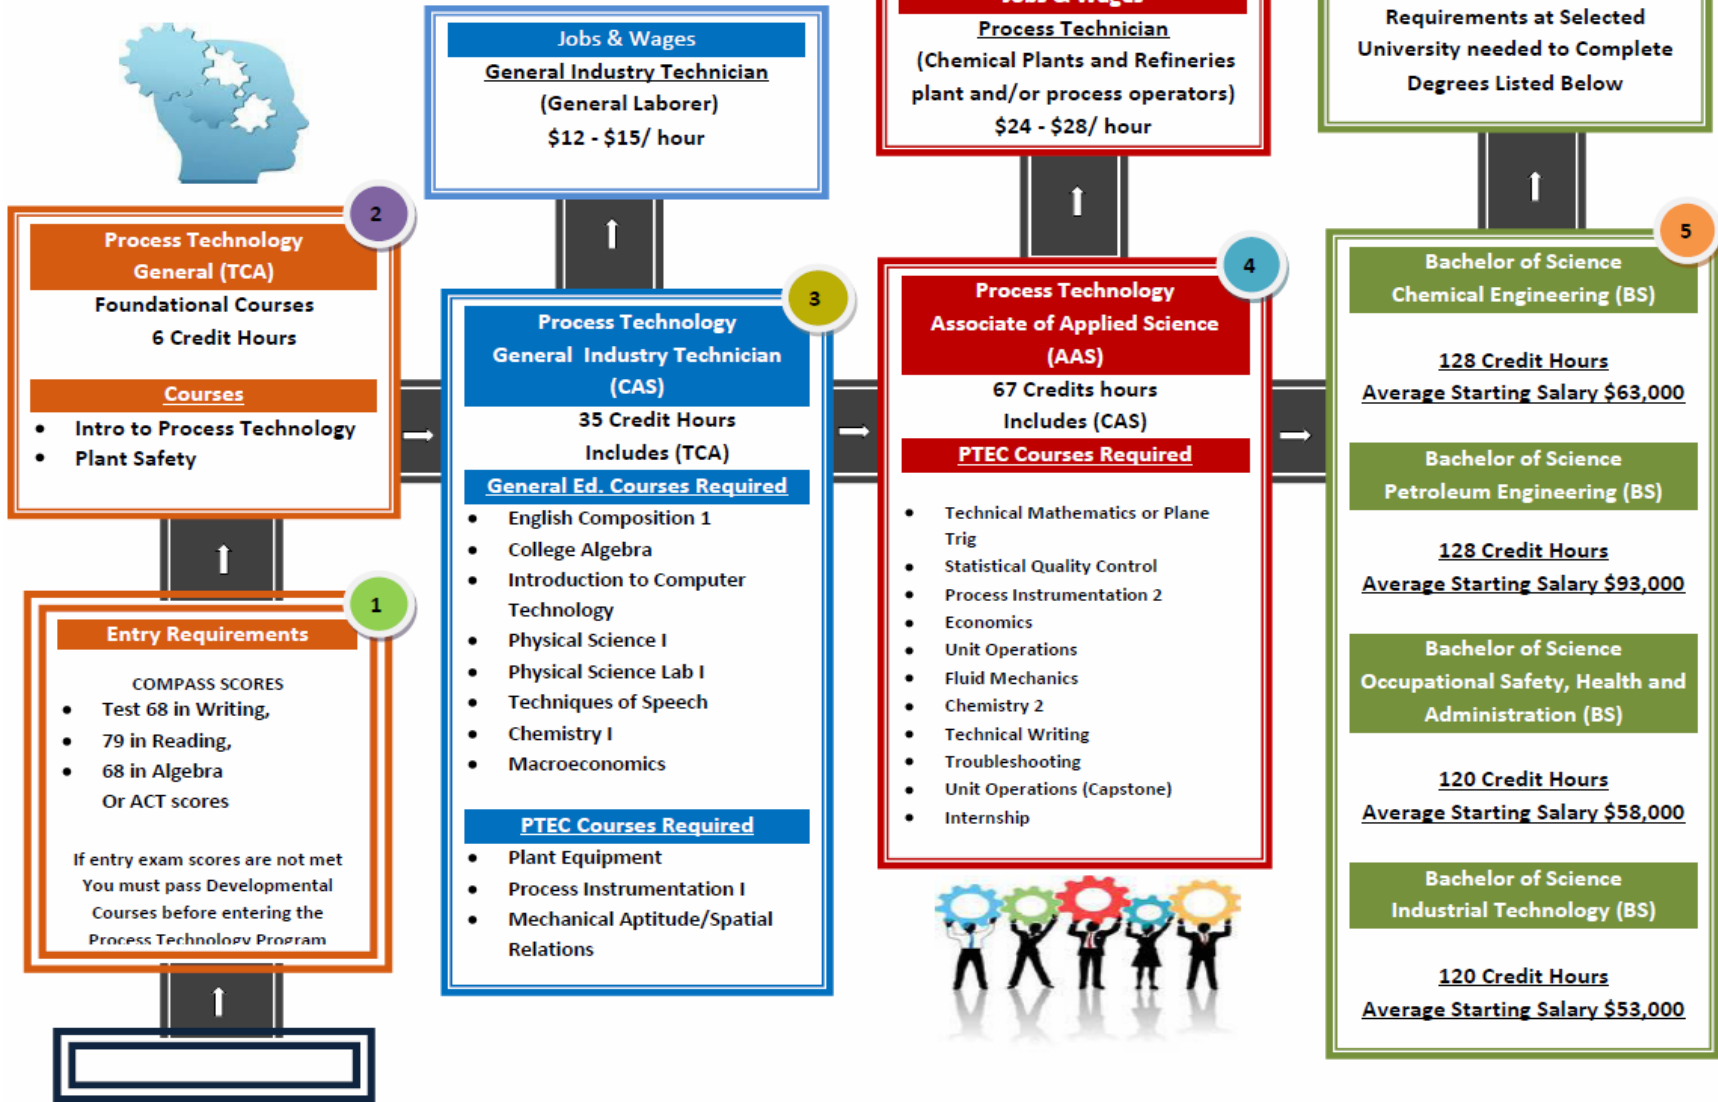 Jobs & Wages
General Industry Technician
(General Laborer)
$12 - $15/ hour
Jobs & Wages
Process Technician
(Chemical Plants and Refineries
plant and/or process operators)
$24 - $28/ hour
Requirements at Selected
University needed to Complete
Degrees Listed Below
2
Process Technology
General (TCA)
Foundational Courses
6 Credit Hours
Courses
• Intro to Process Technology
• Plant Safety
1
Entry Requirements
COMPASS SCORES
• Test 68 in Writing,
• 79 in Reading,
• 68 in Algebra
Or ACT scores
If entry exam scores are not met
You must pass Developmental
Courses before entering the
Process Technology Program
3
Process Technology
General Industry Technician
(CAS)
35 Credit Hours
Includes (TCA)
General Ed. Courses Required
• English Composition 1
• College Algebra
• Introduction to Computer
Technology
• Physical Science I
• Physical Science Lab I
• Techniques of Speech
• Chemistry I
• Macroeconomics
PTEC Courses Required
• Plant Equipment
• Process Instrumentation I
• Mechanical Aptitude/Spatial
Relations
4
Process Technology
Associate of Applied Science
(AAS)
67 Credits hours
Includes (CAS)
PTEC Courses Required
• Technical Mathematics or Plane
Trig
• Statistical Quality Control
• Process Instrumentation 2
• Economics
• Unit Operations
• Fluid Mechanics
• Chemistry 2
• Technical Writing
• Troubleshooting
• Unit Operations (Capstone)
• Internship
5
Bachelor of Science
Chemical Engineering (BS)
128 Credit Hours
Average Starting Salary $63,000
Bachelor of Science
Petroleum Engineering (BS)
128 Credit Hours
Average Starting Salary $93,000
Bachelor of Science
Occupational Safety, Health and
Administration (BS)
120 Credit Hours
Average Starting Salary $58,000
Bachelor of Science
Industrial Technology (BS)
120 Credit Hours
Average Starting Salary $53,000